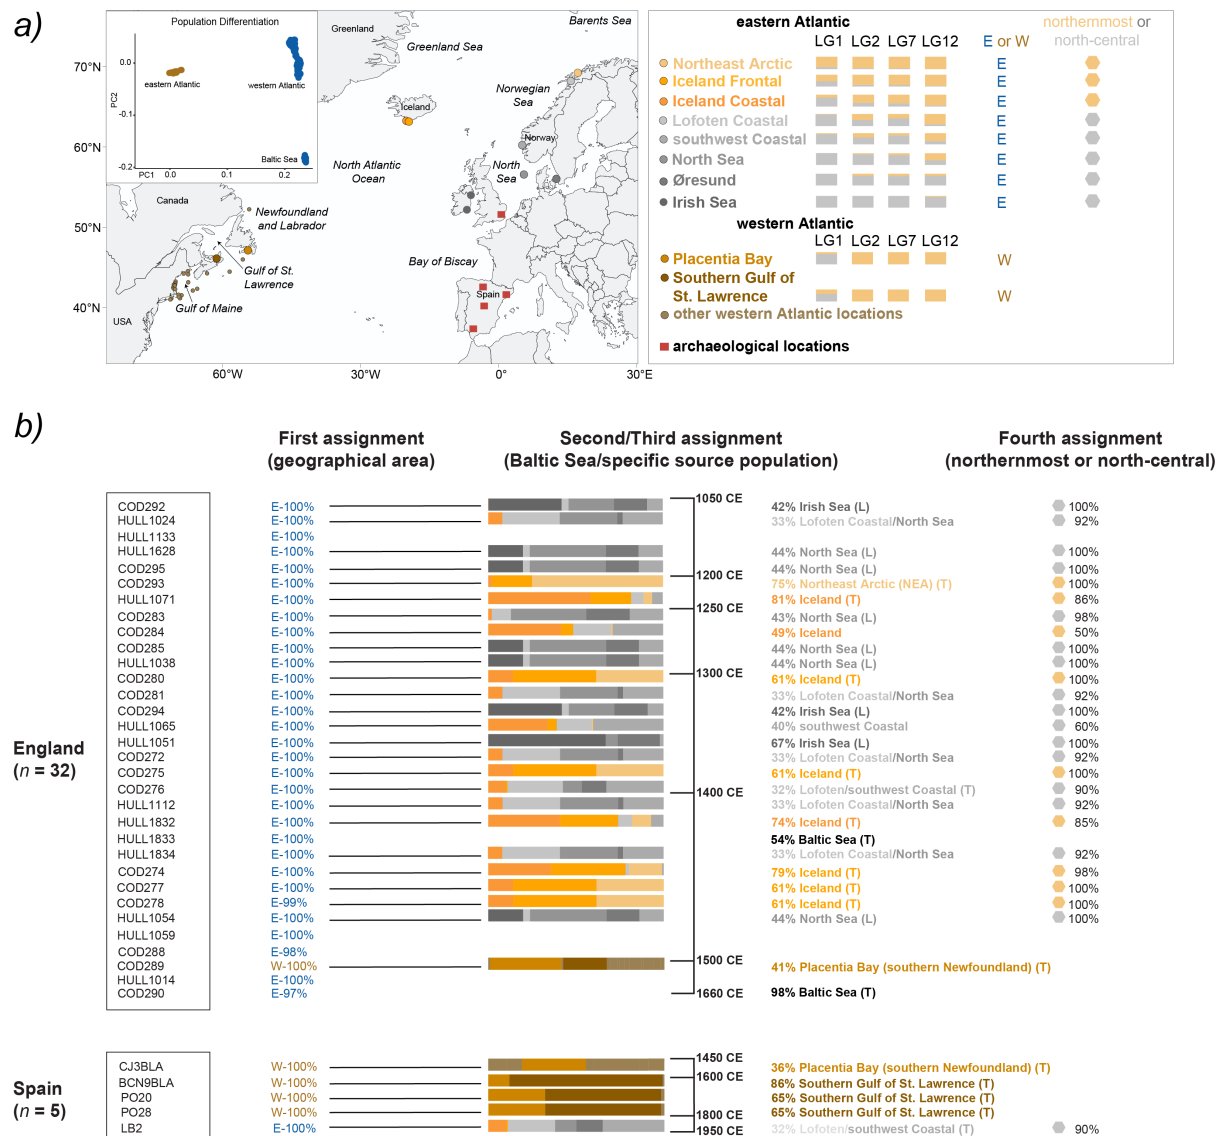 a)
Population Differentiation
PC2
0.0
-0.1
-0.2
eastern Atlantic
western Atlantic
Baltic Sea
PC1 0.0 0.1 0.2
Greenland
Greenland Sea
Barents Sea
Iceland
Norwegian
Sea
Norway
North Atlantic
Ocean
North
Sea
Canada
Newfoundland
and Labrador
Gulf of St.
Lawrence
Gulf of Maine
USA
Bay of Biscay
Spain
70°N
60°N
50°N
40°N
60°W 30°W 0° 30°E
eastern Atlantic
northernmost or
north-central
LG1 LG2 LG7 LG12 E or W
Northeast Arctic E
Iceland Frontal E
Iceland Coastal E
Lofoten Coastal E
southwest Coastal E
North Sea E
Øresund E
Irish Sea E
western Atlantic
LG1 LG2 LG7 LG12
Placentia Bay W
Southern Gulf of
St. Lawrence W
other western Atlantic locations
archaeological locations
b)
First assignment
(geographical area)
Second/Third assignment
(Baltic Sea/specific source population)
Fourth assignment
(northernmost or north-central)
England
(n = 32)
1050 CE
COD292 E-100% 42% Irish Sea (L) 100%
HULL1024 E-100% 33% Lofoten Coastal/North Sea 92%
HULL1133 E-100%
HULL1628 E-100% 44% North Sea (L) 100%
COD295 E-100% 44% North Sea (L) 100%
1200 CE
COD293 E-100% 75% Northeast Arctic (NEA) (T) 100%
HULL1071 E-100% 81% Iceland (T) 86%
1250 CE
COD283 E-100% 43% North Sea (L) 98%
COD284 E-100% 49% Iceland 50%
COD285 E-100% 44% North Sea (L) 100%
HULL1038 E-100% 44% North Sea (L) 100%
1300 CE
COD280 E-100% 61% Iceland (T) 100%
COD281 E-100% 33% Lofoten Coastal/North Sea 92%
COD294 E-100% 42% Irish Sea (L) 100%
HULL1065 E-100% 40% southwest Coastal 60%
HULL1051 E-100% 67% Irish Sea (L) 100%
COD272 E-100% 33% Lofoten Coastal/North Sea 92%
COD275 E-100% 61% Iceland (T) 100%
COD276 E-100% 32% Lofoten/southwest Coastal (T) 90%
1400 CE
HULL1112 E-100% 33% Lofoten Coastal/North Sea 92%
HULL1832 E-100% 74% Iceland (T) 85%
HULL1833 E-100% 54% Baltic Sea (T)
HULL1834 E-100% 33% Lofoten Coastal/North Sea 92%
COD274 E-100% 79% Iceland (T) 98%
COD277 E-100% 61% Iceland (T) 100%
COD278 E-99% 61% Iceland (T) 100%
HULL1054 E-100% 44% North Sea (L) 100%
HULL1059 E-100%
COD288 E-98%
1500 CE
COD289 W-100% 41% Placentia Bay (southern Newfoundland) (T)
HULL1014 E-100%
COD290 E-97% 1660 CE 98% Baltic Sea (T)
Spain
(n = 5)
1450 CE
CJ3BLA W-100% 36% Placentia Bay (southern Newfoundland) (T)
1600 CE
BCN9BLA W-100% 86% Southern Gulf of St. Lawrence (T)
PO20 W-100% 65% Southern Gulf of St. Lawrence (T)
PO28 W-100% 1800 CE 65% Southern Gulf of St. Lawrence (T)
LB2 E-100% 1950 CE 32% Lofoten/southwest Coastal (T) 90%